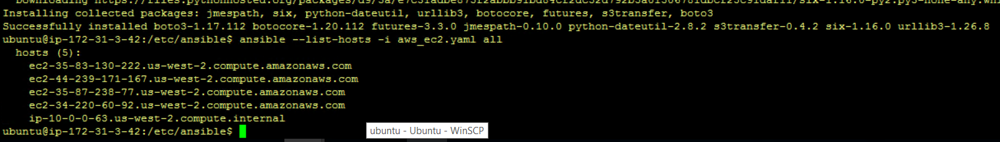 Installing collected packages: jmespath, six, python-dateutil, urllib3, botocore, futures, s3transfer, boto3
Successfully installed boto3-1.17.112 botocore-1.20.112 futures-3.3.0 jmespath-0.10.0 python-dateutil-2.8.2 s3transfer-0.4.2 six-1.16.0 urllib3-1.26.8
ubuntu@ip-172-31-3-42:/etc/ansible$ ansible --list-hosts -i aws_ec2.yaml all
hosts (5):
ec2-35-83-130-222.us-west-2.compute.amazonaws.com
ec2-44-239-171-167.us-west-2.compute.amazonaws.com
ec2-35-87-238-77.us-west-2.compute.amazonaws.com
ec2-34-220-60-92.us-west-2.compute.amazonaws.com
ip-10-0-0-63.us-west-2.compute.internal
ubuntu@ip-172-31-3-42:/etc/ansible$
ubuntu - Ubuntu - WinSCP